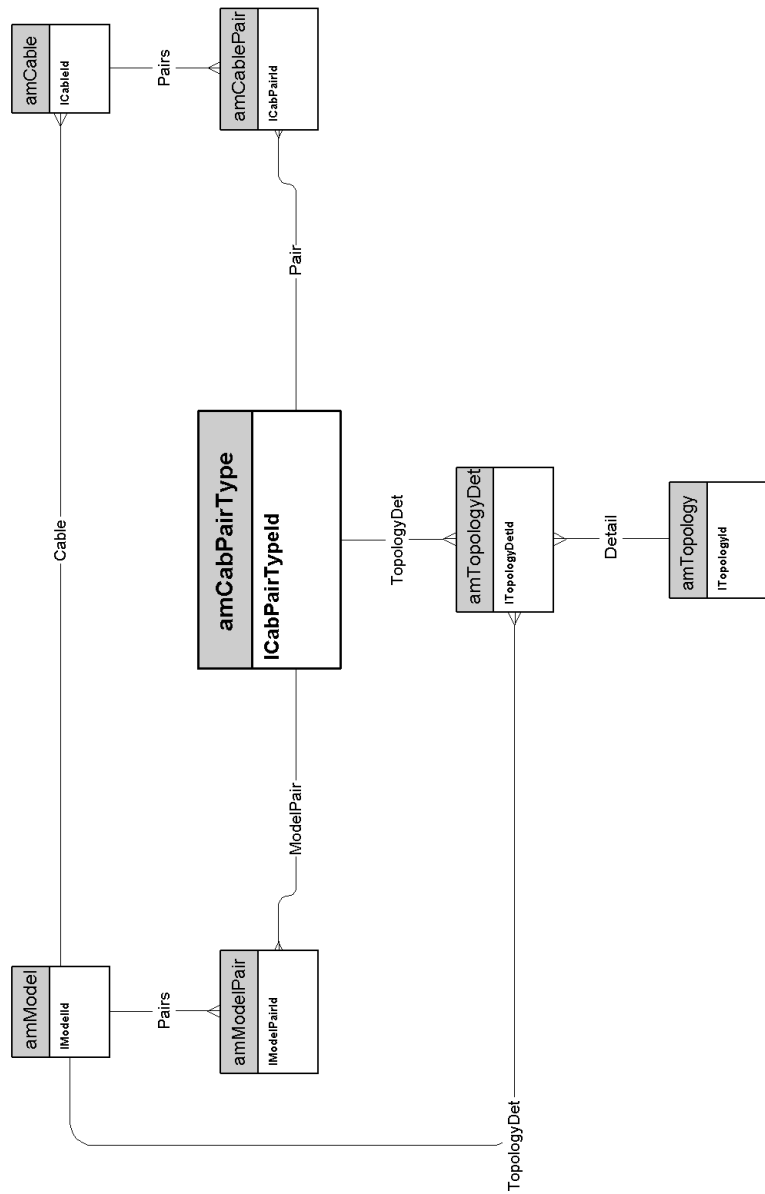 amModel
lModelId
Cable
amCable
lCableId
Pairs
Pairs
amModelPair
lModelPairId
ModelPair
amCabPairType
lCabPairTypeId
Pair
amCablePair
lCabPairId
TopologyDet
amTopologyDet
lTopologyDetId
TopologyDet
Detail
amTopology
lTopologyId